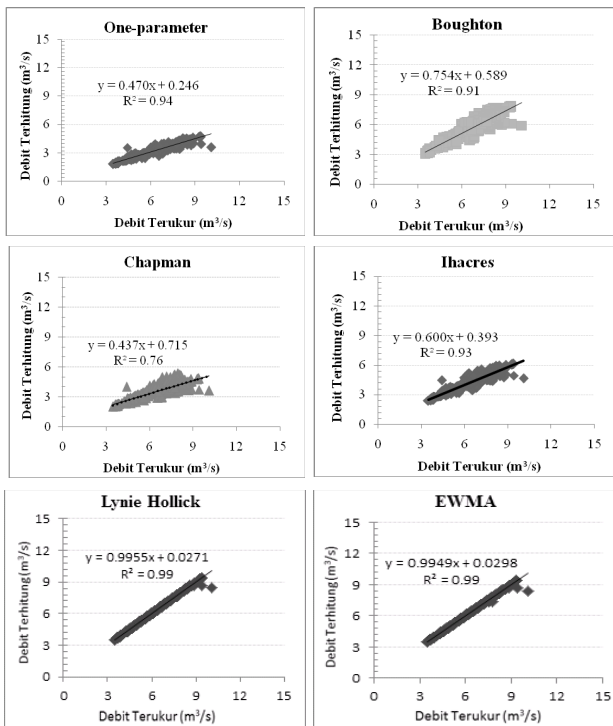 One-parameter
Debit Terhitung (m³/s)
15
12
9
6
3
0
y = 0.470x + 0.246
R² = 0.94
0 3 6 9 12 15
Debit Terukur (m³/s)
Boughton
Debit Terhitung (m³/s)
15
12
9
6
3
0
y = 0.754x + 0.589
R² = 0.91
0 3 6 9 12 15
Debit Terukur (m³/s)
Chapman
Debit Terhitung (m³/s)
15
12
9
6
3
0
y = 0.437x + 0.715
R² = 0.76
0 3 6 9 12 15
Debit Terukur (m³/s)
Ihacres
Debit Terhitung (m³/s)
15
12
9
6
3
0
y = 0.600x + 0.393
R² = 0.93
0 3 6 9 12 15
Debit Terukur (m³/s)
Lynie Hollick
Debit Terhitung (m³/s)
15
12
9
6
3
0
y = 0.9955x + 0.0271
R² = 0.99
0 3 6 9 12 15
Debit Terukur (m³/s)
EWMA
Debit Terhitung (m³/s)
15
12
9
6
3
0
y = 0.9949x + 0.0298
R² = 0.99
0 3 6 9 12 15
Debit Terukur (m³/s)